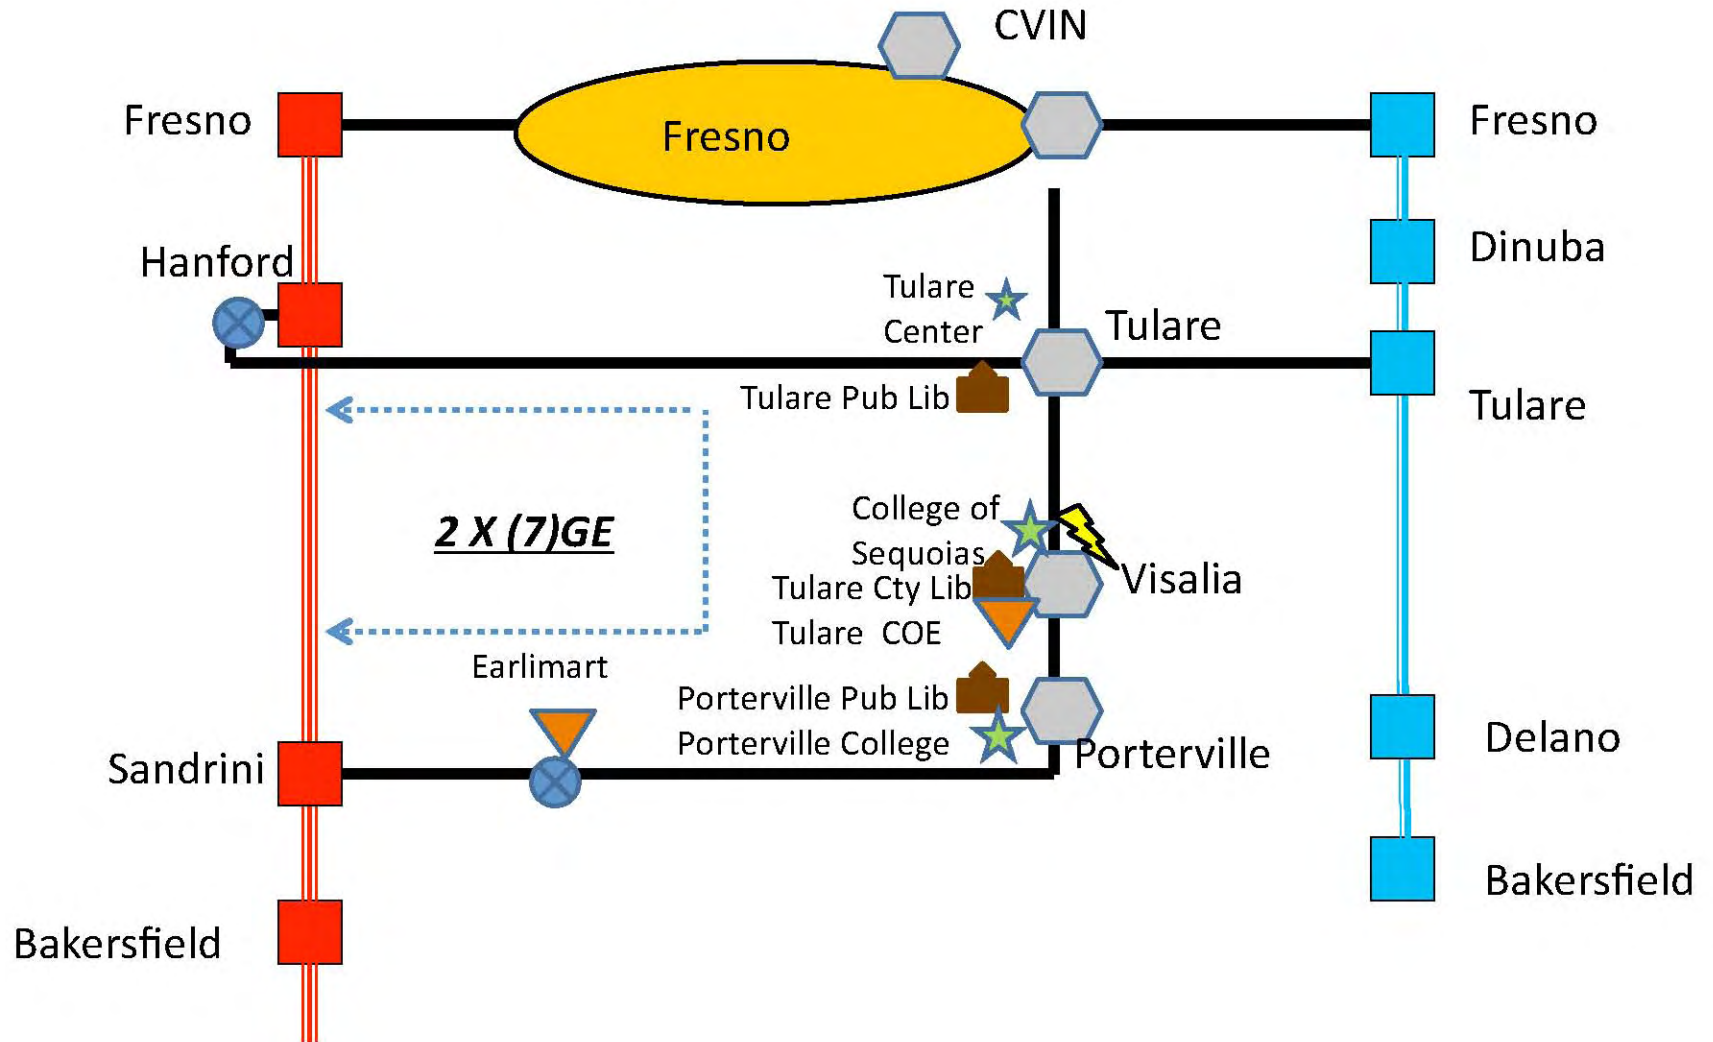 CVIN
Fresno
Fresno
Fresno
Hanford
Dinuba
Tulare
Center
Tulare
Tulare Pub Lib
Tulare
2 X (7)GE
College of
Sequoias
Tulare Cty Lib
Visalia
Tulare COE
Earlimart
Porterville Pub Lib
Porterville College
Porterville
Delano
Sandrini
Bakersfield
Bakersfield